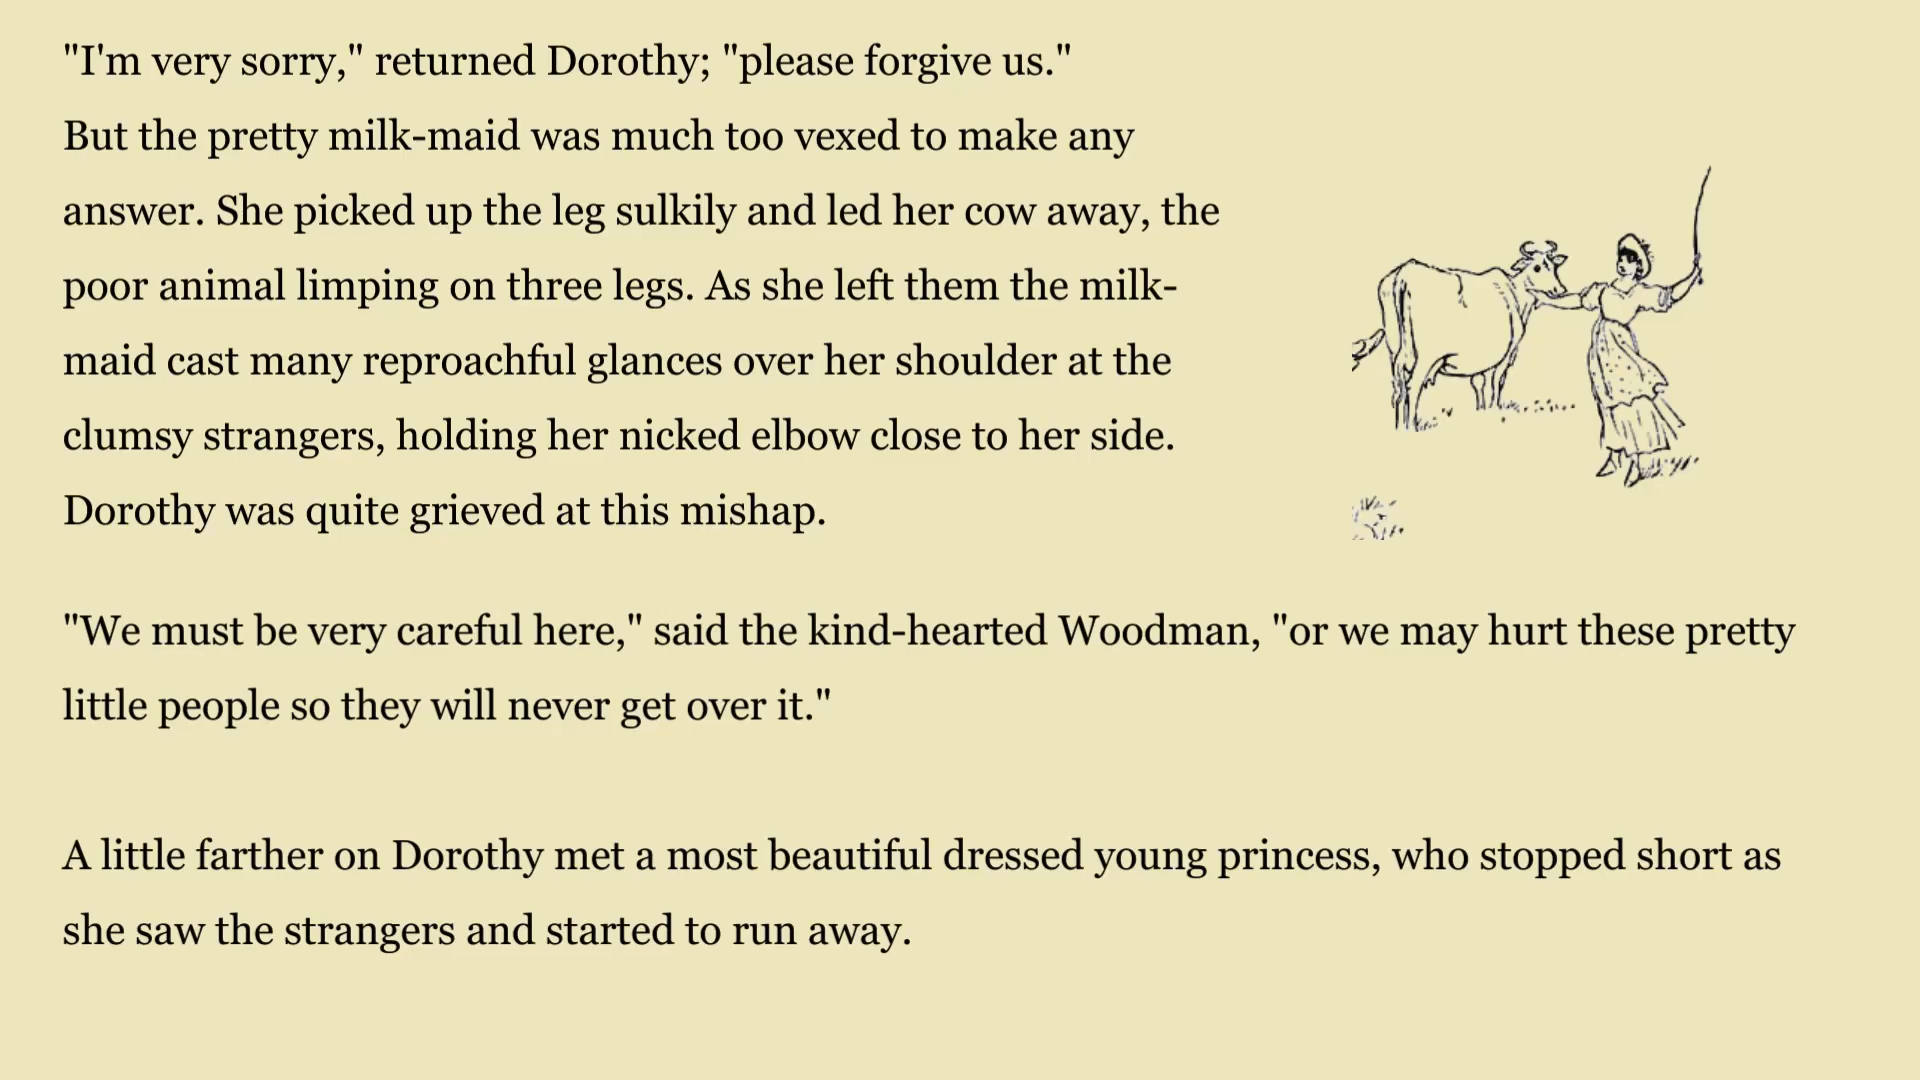 "I'm very sorry," returned Dorothy; "please forgive us."
But the pretty milk-maid was much too vexed to make any
answer. She picked up the leg sulkily and led her cow away, the
poor animal limping on three legs. As she left them the milk-
maid cast many reproachful glances over her shoulder at the
clumsy strangers, holding her nicked elbow close to her side.
Dorothy was quite grieved at this mishap.
"We must be very careful here," said the kind-hearted Woodman, "or we may hurt these pretty
little people so they will never get over it."
A little farther on Dorothy met a most beautiful dressed young princess, who stopped short as
she saw the strangers and started to run away.